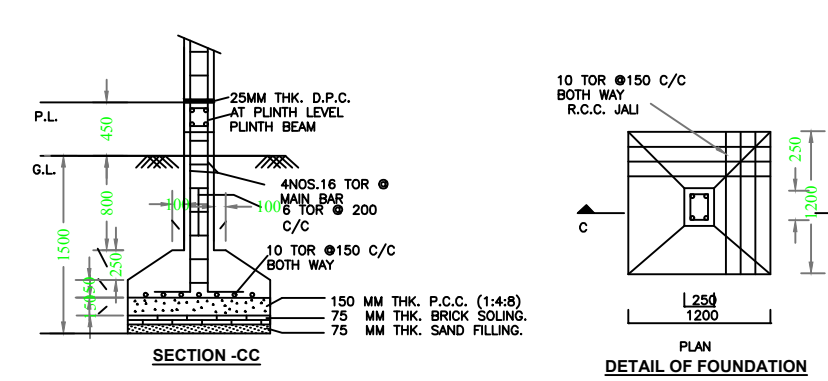 25MM THK. D.P.C.
AT PLINTH LEVEL
PLINTH BEAM
P.L.
450
G.L.
4NOS.16 TOR @
MAIN BAR
100
100
6 TOR @ 200
C/C
800
1500
10 TOR @150 C/C
BOTH WAY
250
50
50
150 MM THK. P.C.C. (1:4:8)
75 MM THK. BRICK SOLING.
75 MM THK. SAND FILLING.
SECTION -CC
10 TOR @150 C/C
BOTH WAY
R.C.C. JALI
250
1200
C
250
1200
PLAN
DETAIL OF FOUNDATION